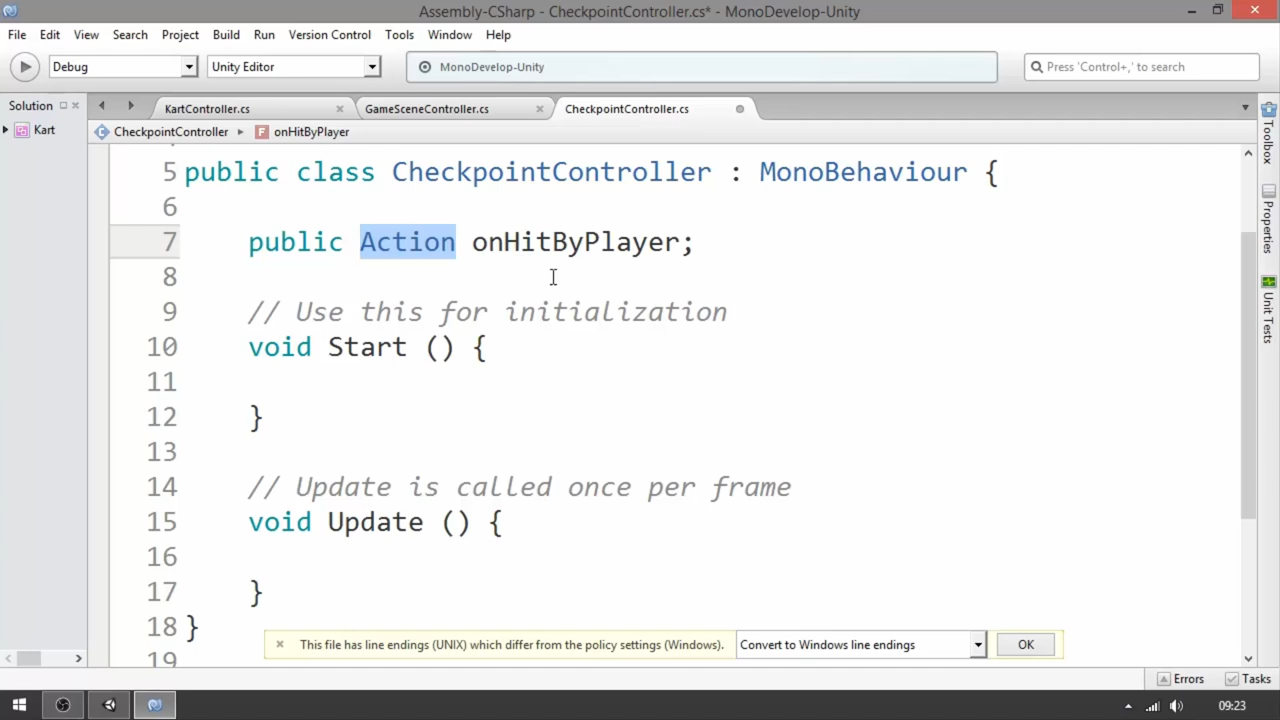 Assembly-CSharp - CheckpointController.cs* - MonoDevelop-Unity
File Edit View Search Project Build Run Version Control Tools Window Help
Debug Unity Editor MonoDevelop-Unity Press 'Control+,' to search
Solution KartController.cs GameSceneController.cs CheckpointController.cs
Kart CheckpointController onHitByPlayer
5 public class CheckpointController : MonoBehaviour {
6
7 public Action onHitByPlayer;
8
9 // Use this for initialization
10 void Start () {
11
12 }
13
14 // Update is called once per frame
15 void Update () {
16
17 }
18 }
19
This file has line endings (UNIX) which differ from the policy settings (Windows). Convert to Windows line endings OK
Toolbox
Properties
Unit Tests
Errors Tasks
09:23